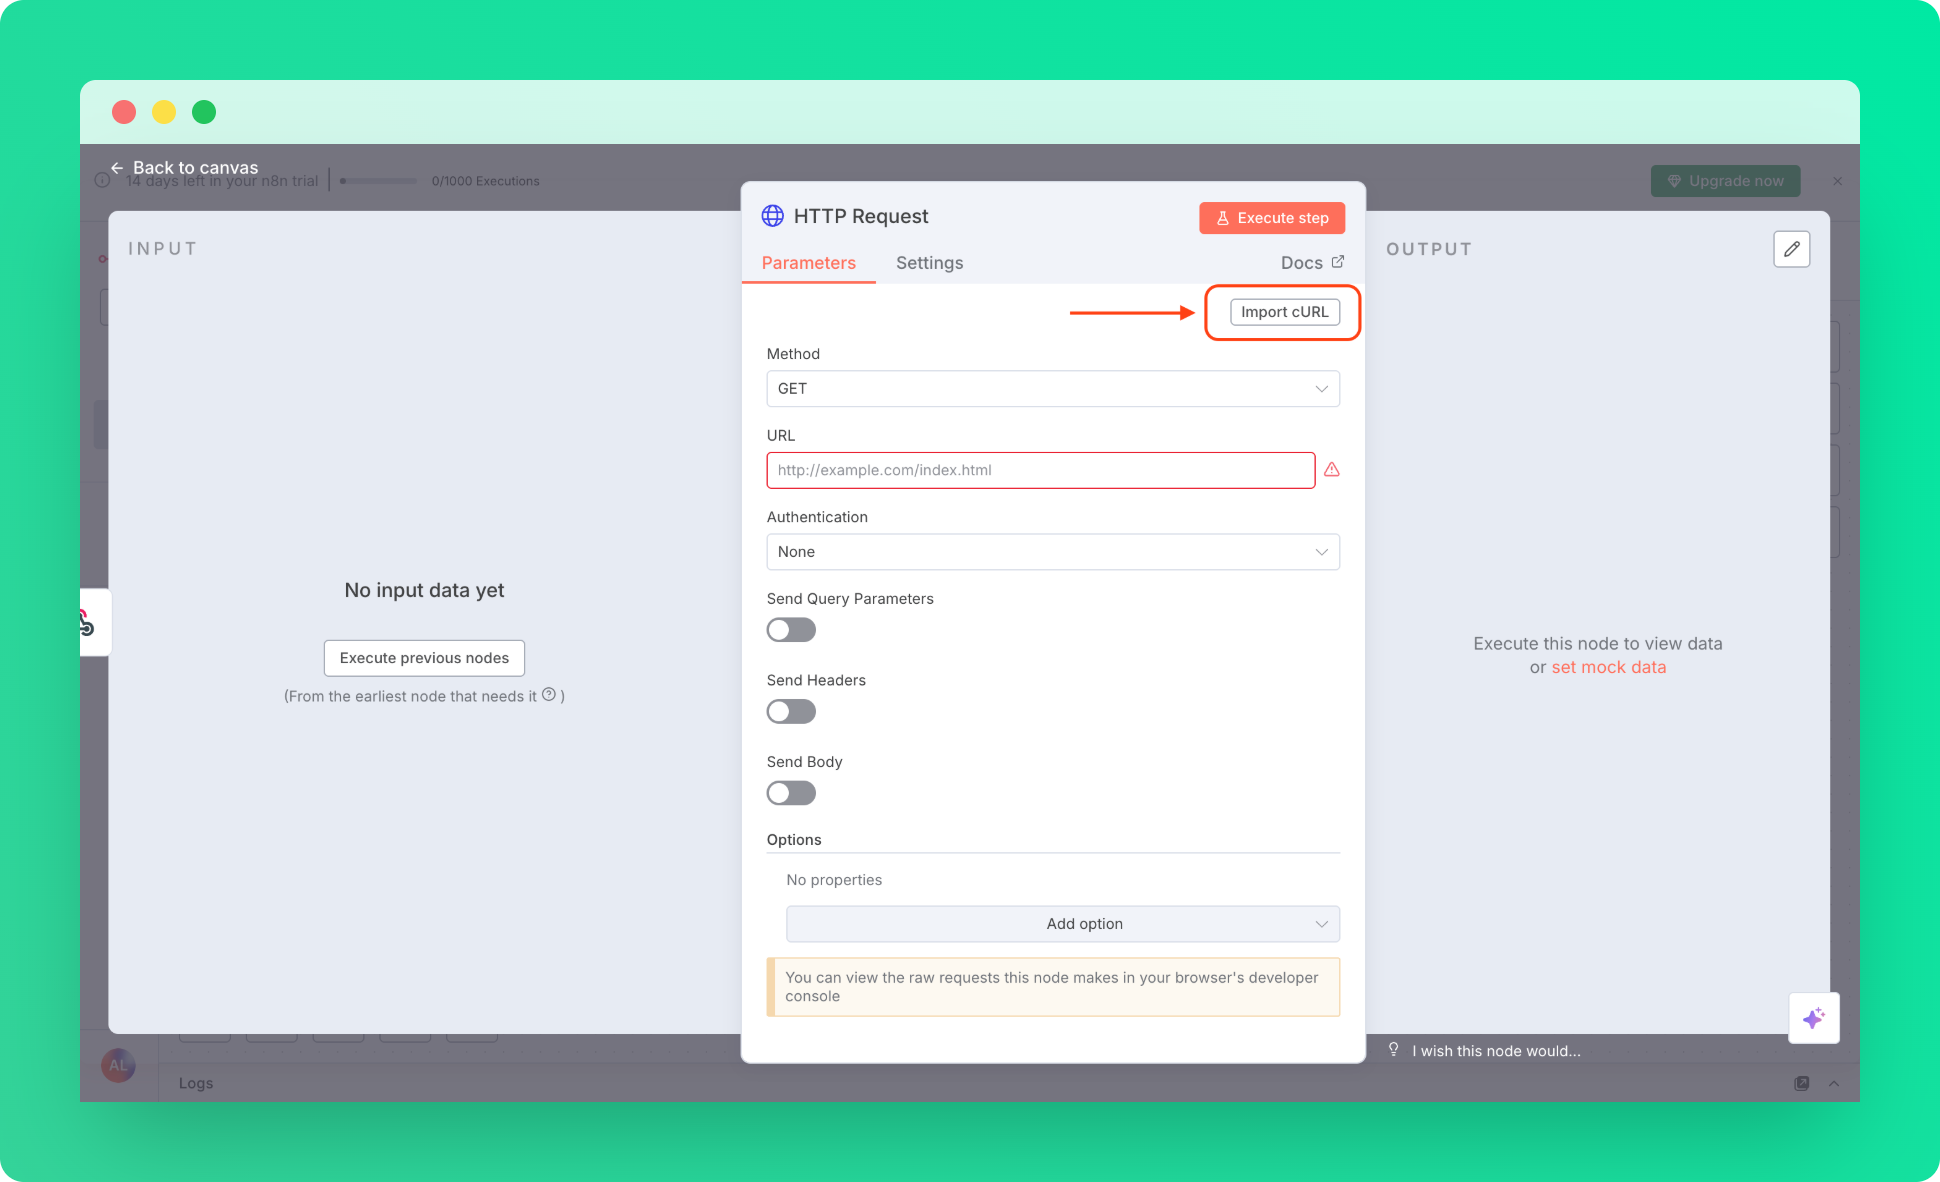 Back to canvas
14 days left in your n8n trial
0/1000 Executions
Upgrade now
INPUT
No input data yet
Execute previous nodes
(From the earliest node that needs it )
HTTP Request
Execute step
Parameters
Settings
Docs
Import cURL
Method
GET
URL
http://example.com/index.html
Authentication
None
Send Query Parameters
Send Headers
Send Body
Options
No properties
Add option
You can view the raw requests this node makes in your browser's developer
console
OUTPUT
Execute this node to view data
or set mock data
I wish this node would...
AL
Logs